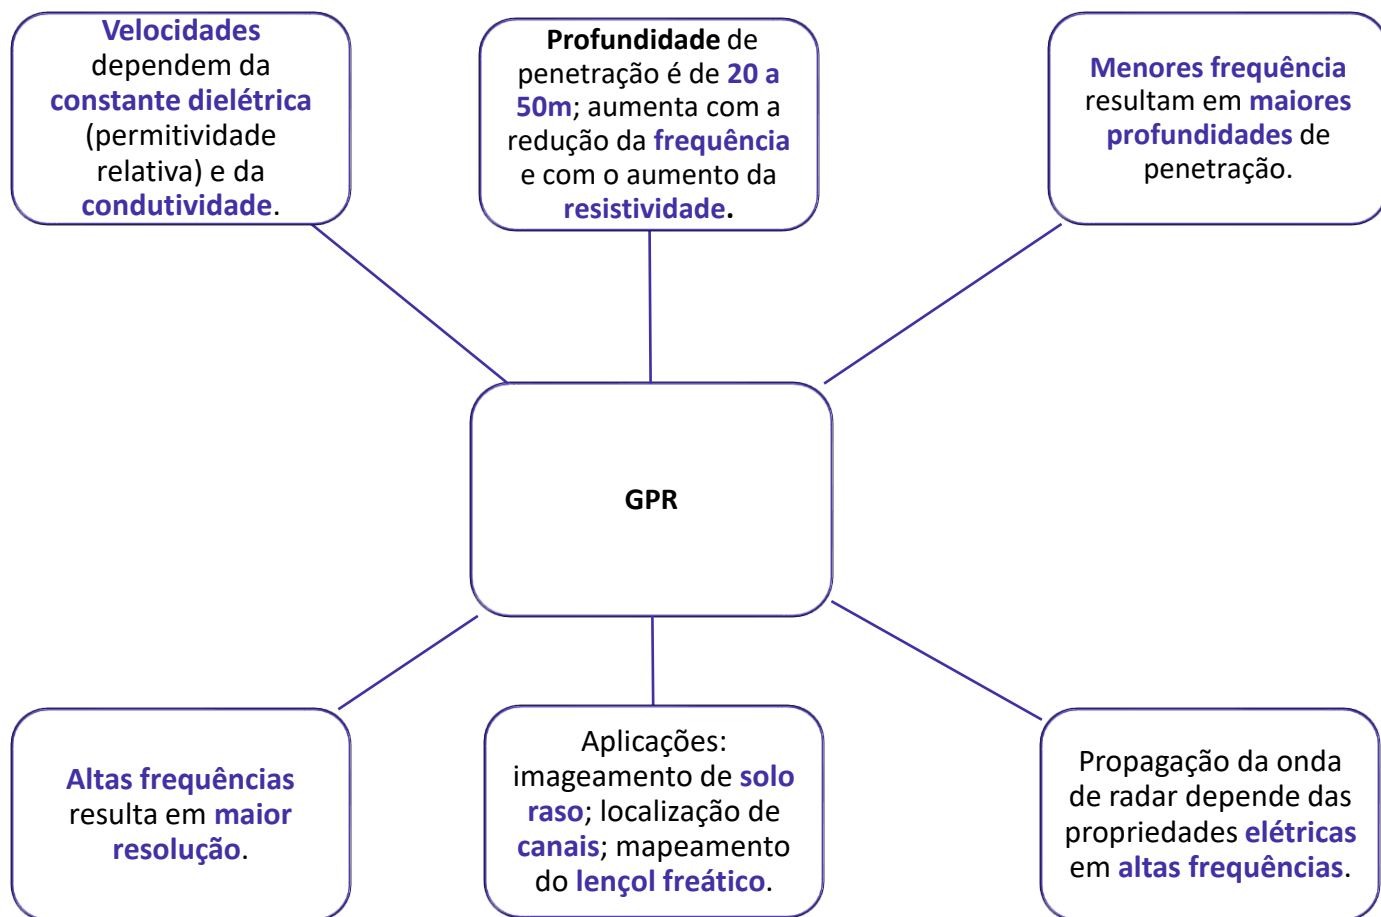 Velocidades
dependem da
constante dielétrica
(permitividade
relativa) e da
condutividade.
Profundidade de
penetração é de 20 a
50m; aumenta com a
redução da frequência
e com o aumento da
resistividade.
Menores frequência
resultam em maiores
profundidades de
penetração.
GPR
Altas frequências
resulta em maior
resolução.
Aplicações:
imageamento de solo
raso; localização de
canais; mapeamento
do lençol freático.
Propagação da onda
de radar depende das
propriedades elétricas
em altas frequências.